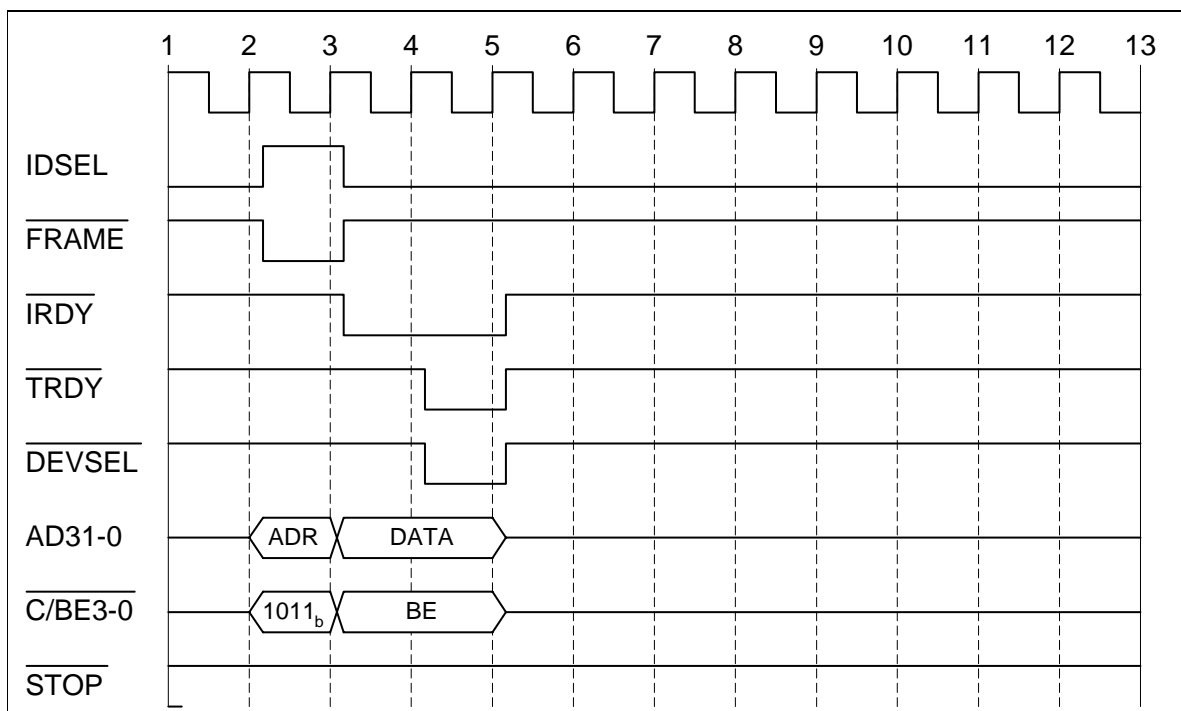 1 2 3 4 5 6 7 8 9 10 11 12 13
IDSEL
FRAME
IRDY
TRDY
DEVSEL
AD31-0 ADR DATA
C/BE3-0 1011b BE
STOP